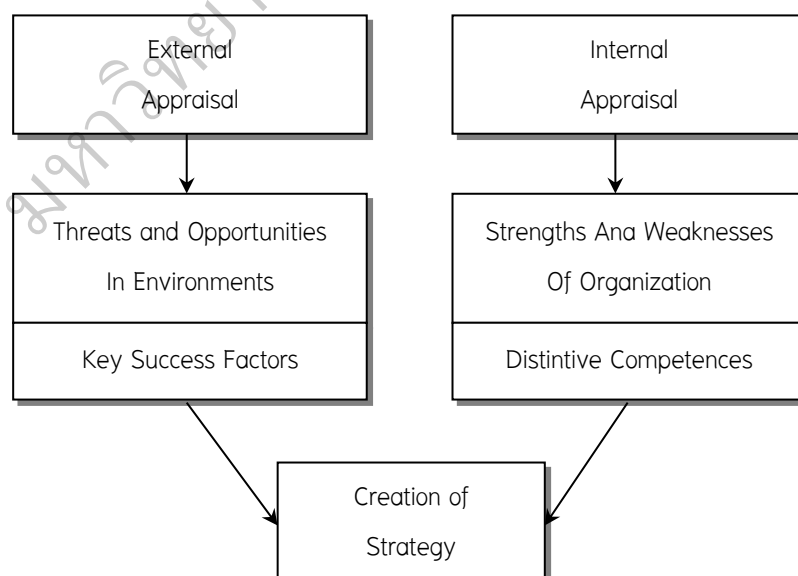 External
Appraisal
Internal
Appraisal
Threats and Opportunities
In Environments
Key Success Factors
Strengths Ana Weaknesses
Of Organization
Distintive Competences
Creation of
Strategy